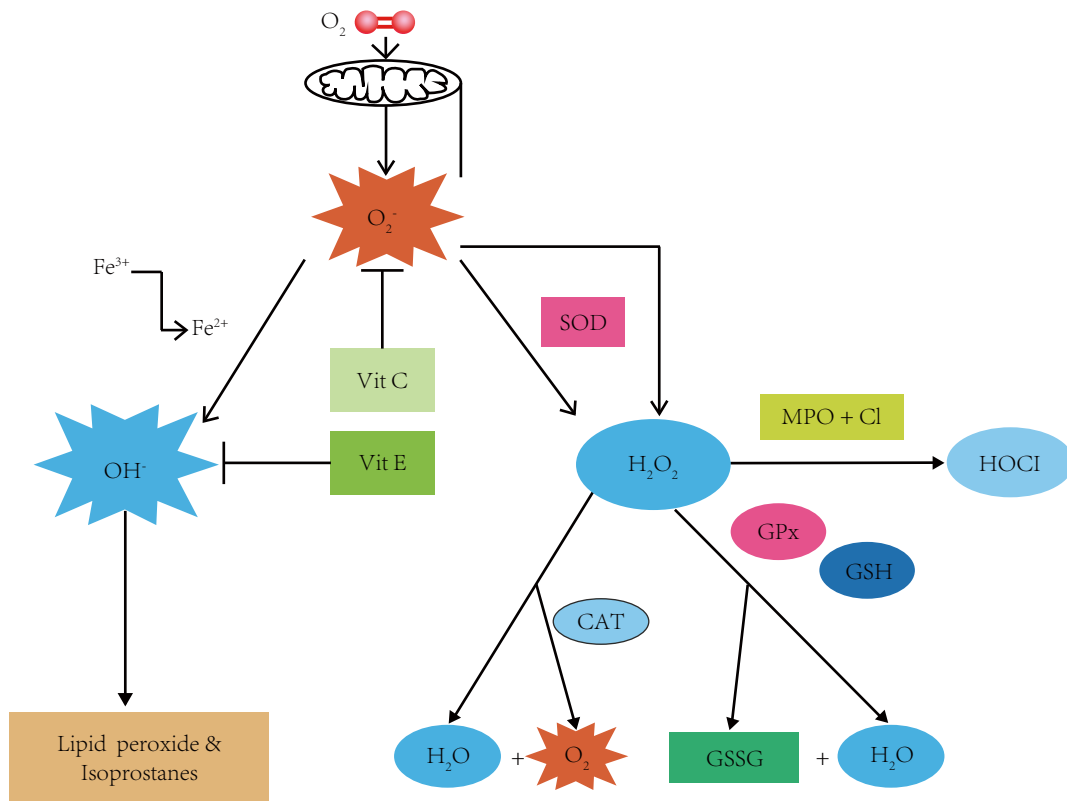 O₂
O₂⁻
Fe³⁺
Fe²⁺
SOD
Vit C
MPO + Cl
Vit E
OH⁻
H₂O₂
HOCI
GPx
GSH
CAT
Lipid peroxide &
Isoprostanes
H₂O + O₂
GSSG + H₂O